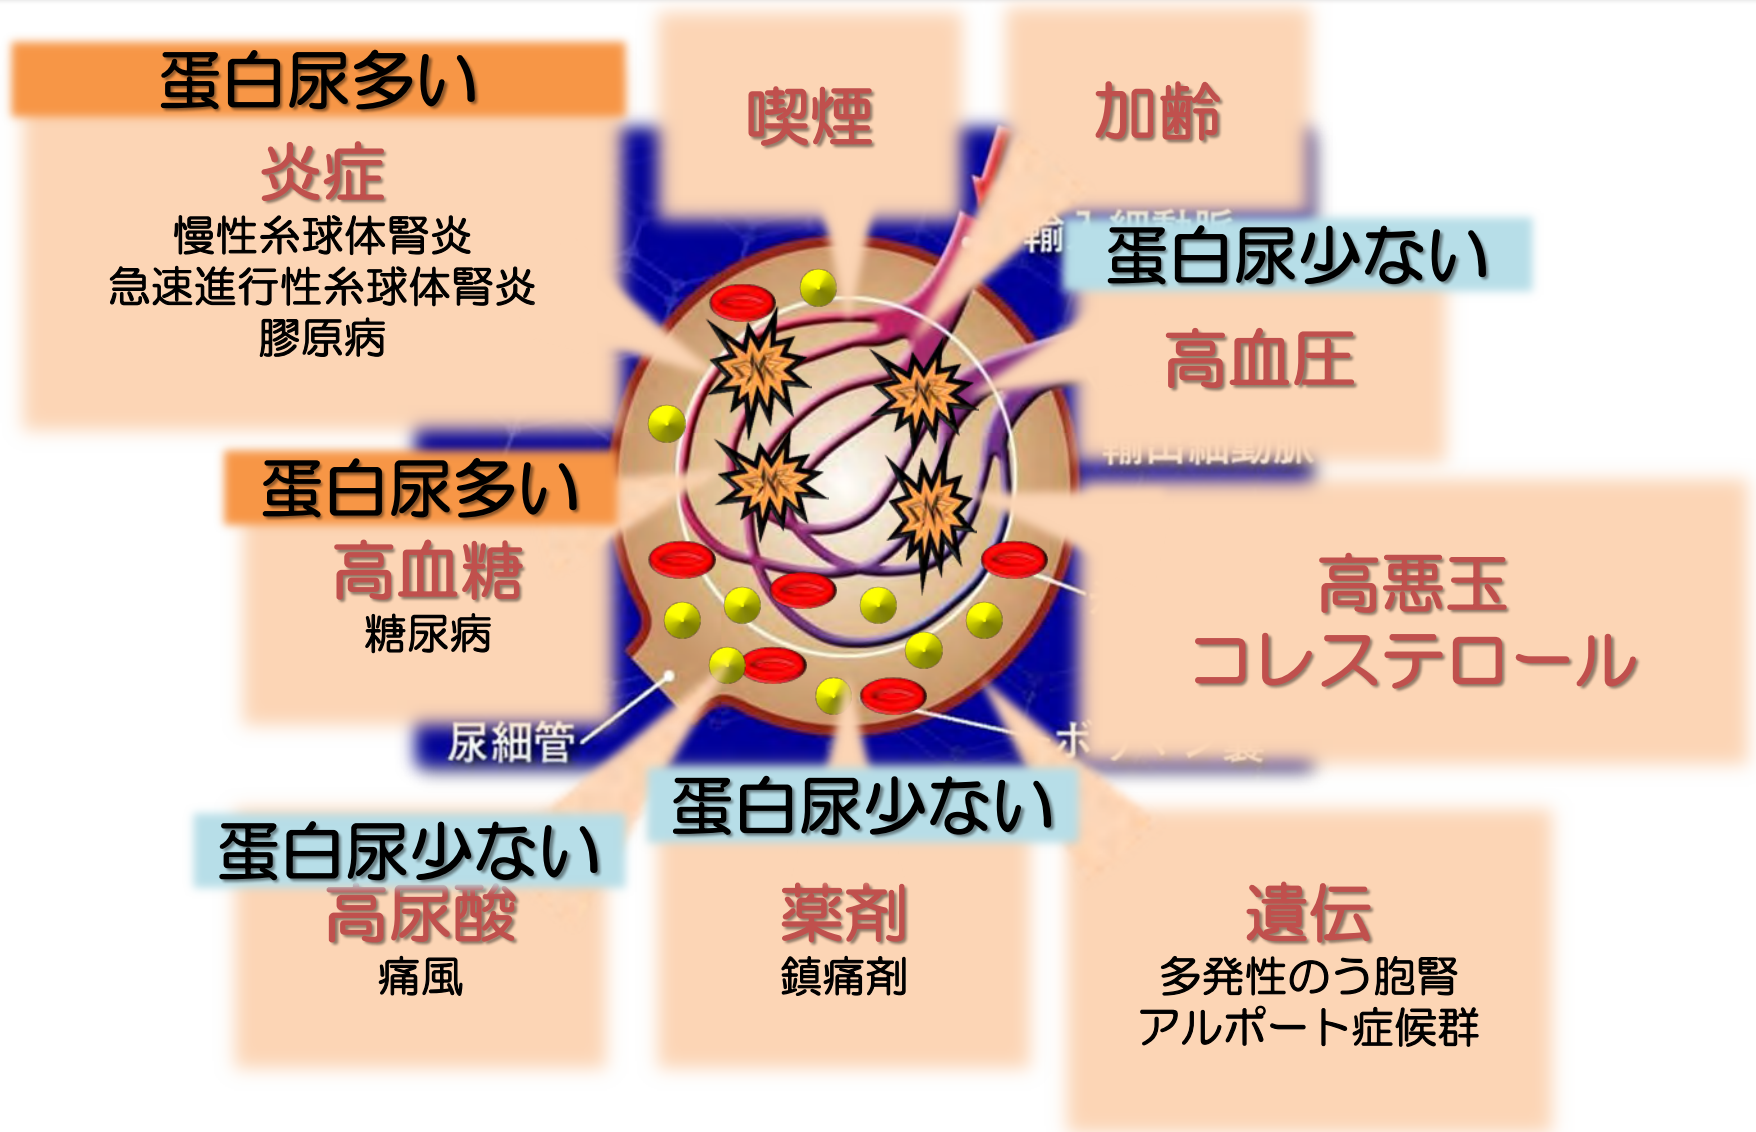 蛋白尿多い
炎症
慢性糸球体腎炎
急速進行性糸球体腎炎
膠原病
喫煙
加齢
蛋白尿少ない
高血圧
蛋白尿多い
高血糖
糖尿病
高悪玉
コレステロール
尿細管
蛋白尿少ない
高尿酸
痛風
蛋白尿少ない
薬剤
鎮痛剤
遺伝
多発性のう胞腎
アルポート症候群